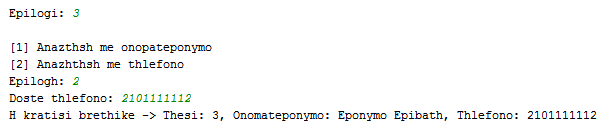 Epilogi: 3
[1] Anazthsh me onopateponymo
[2] Anazhthsh me thlefono
Epilogh: 2
Doste thlefono: 2101111112
H kratisi brethike -> Thesi: 3, Onomateponymo: Eponymo Epibath, Thlefono: 2101111112